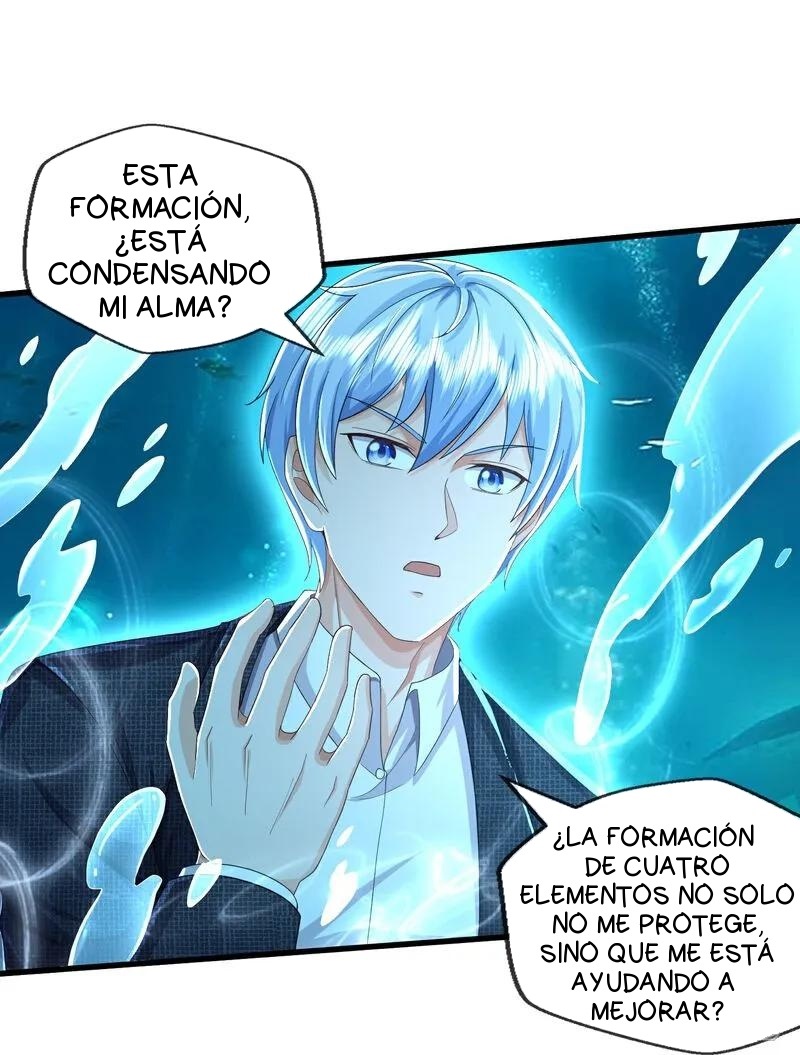 ESTA
FORMACIÓN,
¿ESTÁ
CONDENSANDO
MI ALMA?
¿LA FORMACIÓN
DE CUATRO
ELEMENTOS NO SOLO
NO ME PROTEGE,
SINO QUE ME ESTÁ
AYUDANDO A
MEJORAR?